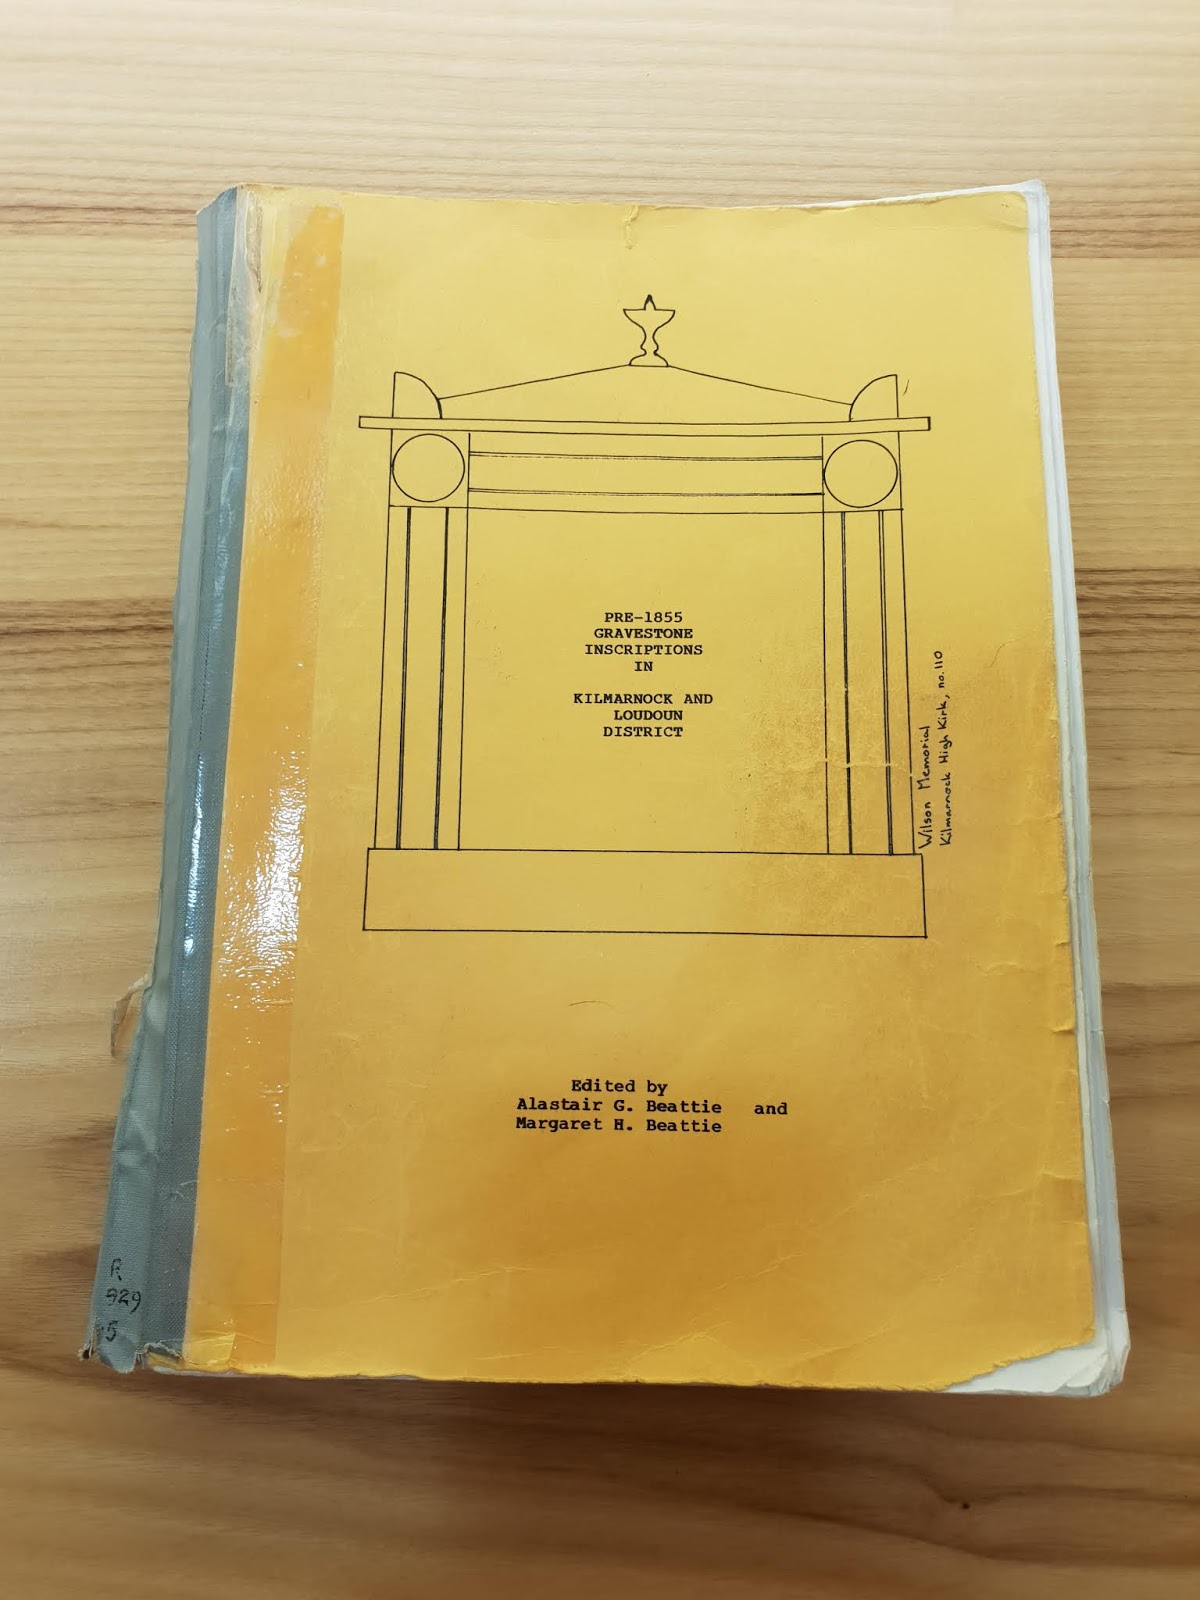 PRE-1855
GRAVESTONE
INSCRIPTIONS
IN
KILMARNOCK AND
LOUDOUN
DISTRICT
Wilson Memorial
Kilmarnock High Kirk, no.110
Edited by
Alastair G. Beattie and
Margaret H. Beattie
R
929
5